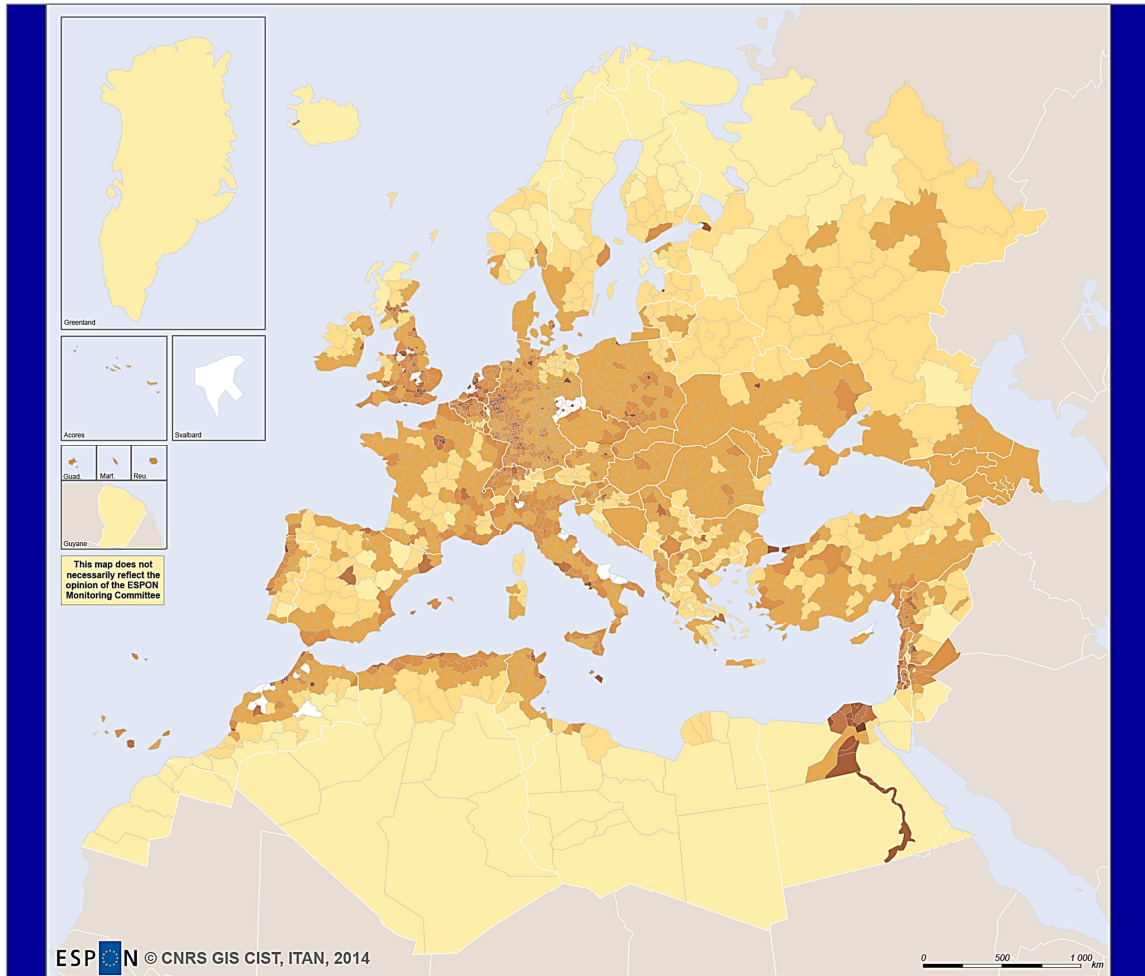 Greenland
Acores
Svalbard
Guad.
Mart.
Reu.
Guyane
This map does not
necessarily reflect the
opinion of the ESPON
Monitoring Committee
ESPON © CNRS GIS CIST, ITAN, 2014
0 500 1 000
km